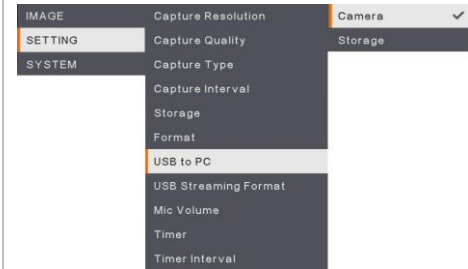 IMAGE
SETTING
SYSTEM
Capture Resolution
Capture Quality
Capture Type
Capture Interval
Storage
Format
USB to PC
USB Streaming Format
Mic Volume
Timer
Timer Interval
Camera
Storage